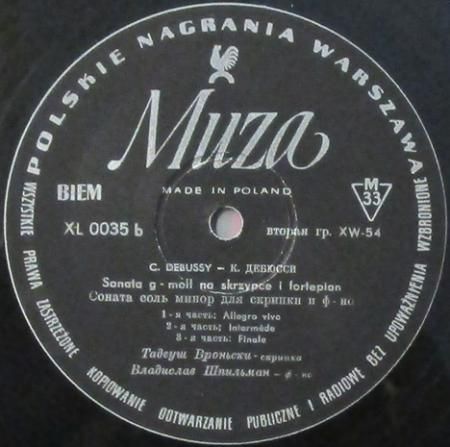 POLSKIE NAGRANIA WARSZAWA
Muza
MADE IN POLAND
BIEM
M
33
XL 0035 b
вторая гр. XW-54
C. DEBUSSY – К. ДЕБЮССИ
Sonata g-moll na skrzypce i fortepian
Соната соль минор для скрипки и ф-но
1-я часть: Allegro vivo
2-я часть: Intermède
3-я часть: Finale
Тадеуш Вроньски - скрипка
Владислав Шпильман - ф-но
WSZYSTKIE PRAWA ZASTRZEŻONE KOPIOWANIE ODTWARZANIE PUBLICZNE I RADIOWE BEZ UPOWAŻNIENIA WZBRONIONE